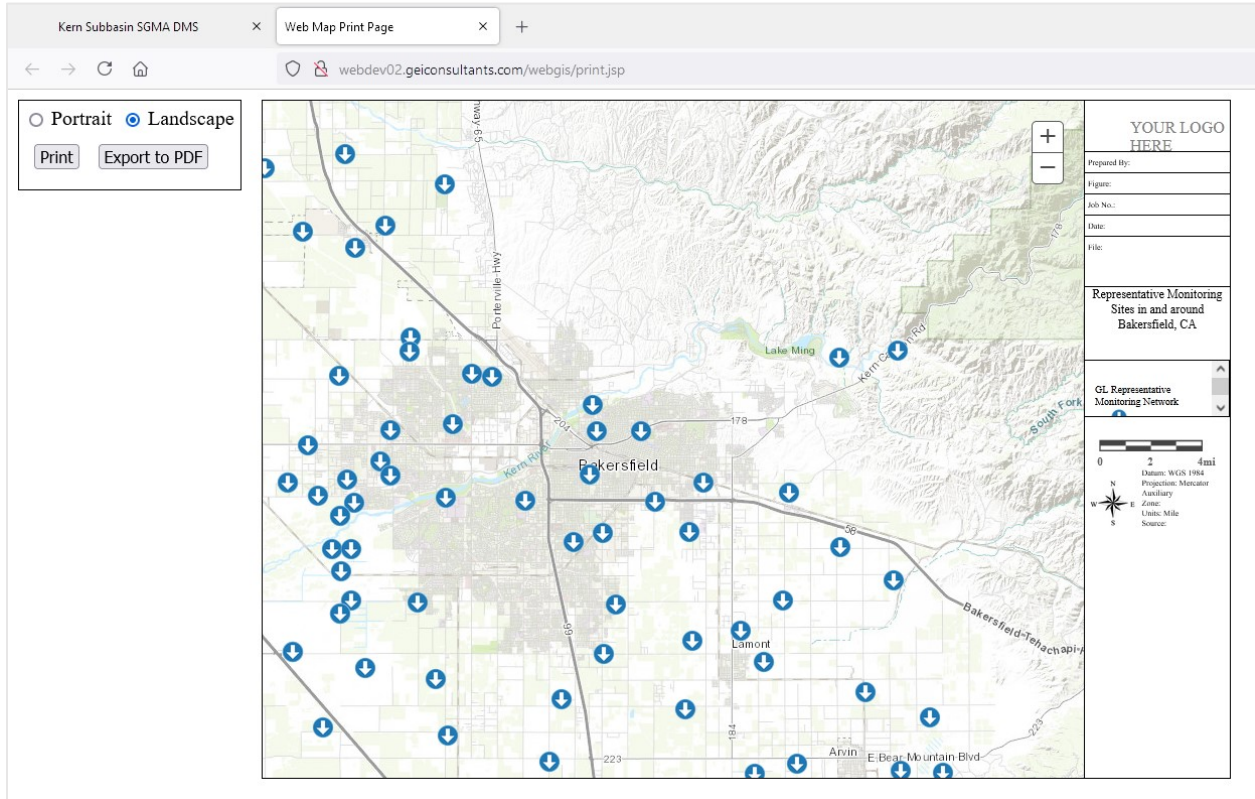 Kern Subbasin SGMA DMS
Web Map Print Page
webdev02.geiconsultants.com/webgis/print.jsp
Portrait
Landscape
Print
Export to PDF
YOUR LOGO
HERE
Prepared By:
Figure:
Job No.:
Date:
File:
Representative Monitoring
Sites in and around
Bakersfield, CA
GL Representative
Monitoring Network
0 2 4mi
Datum: WGS 1984
Projection: Mercator
Auxiliary
Zone:
Units: Mile
Source:
N
W E
S
nway-65
Porterville-Hwy
178
Lake Ming
South Fork
204
178
Kern River
Bakersfield
58
99
Bakersfield-Tehachapi-
Lamont
184
223
223
Arvin
E Bear Mountain Blvd